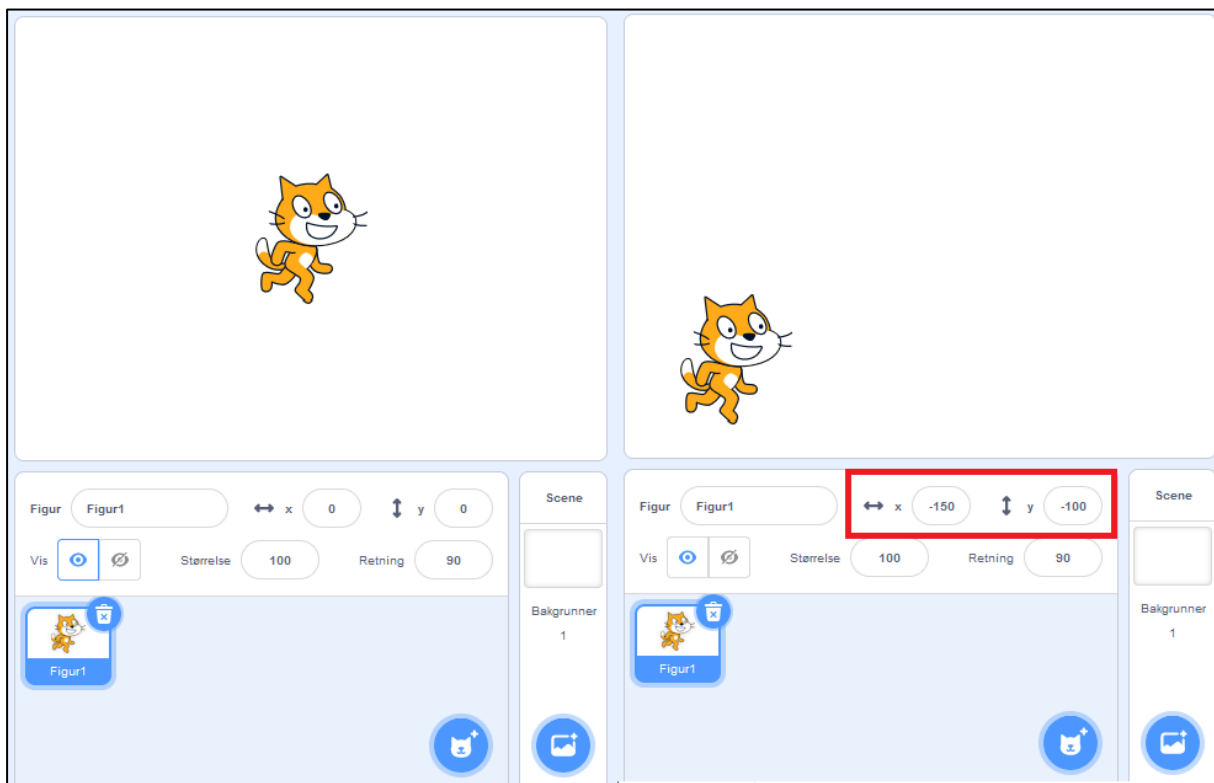 Figur Figur1 x 0 y 0
Vis Størrelse 100 Retning 90
Figur1
Scene
Bakgrunner
1
Figur Figur1 x -150 y -100
Vis Størrelse 100 Retning 90
Figur1
Scene
Bakgrunner
1